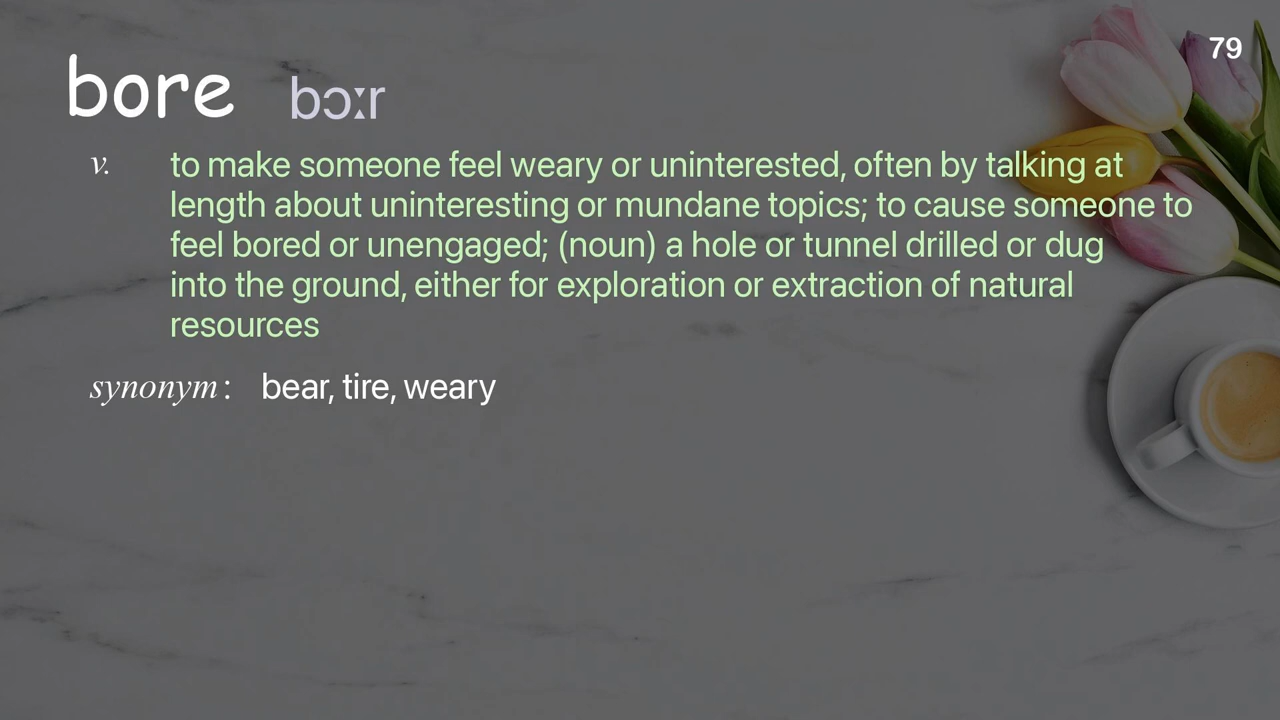 79
bore bɔːr
v. to make someone feel weary or uninterested, often by talking at
length about uninteresting or mundane topics; to cause someone to
feel bored or unengaged; (noun) a hole or tunnel drilled or dug
into the ground, either for exploration or extraction of natural
resources
synonym: bear, tire, weary